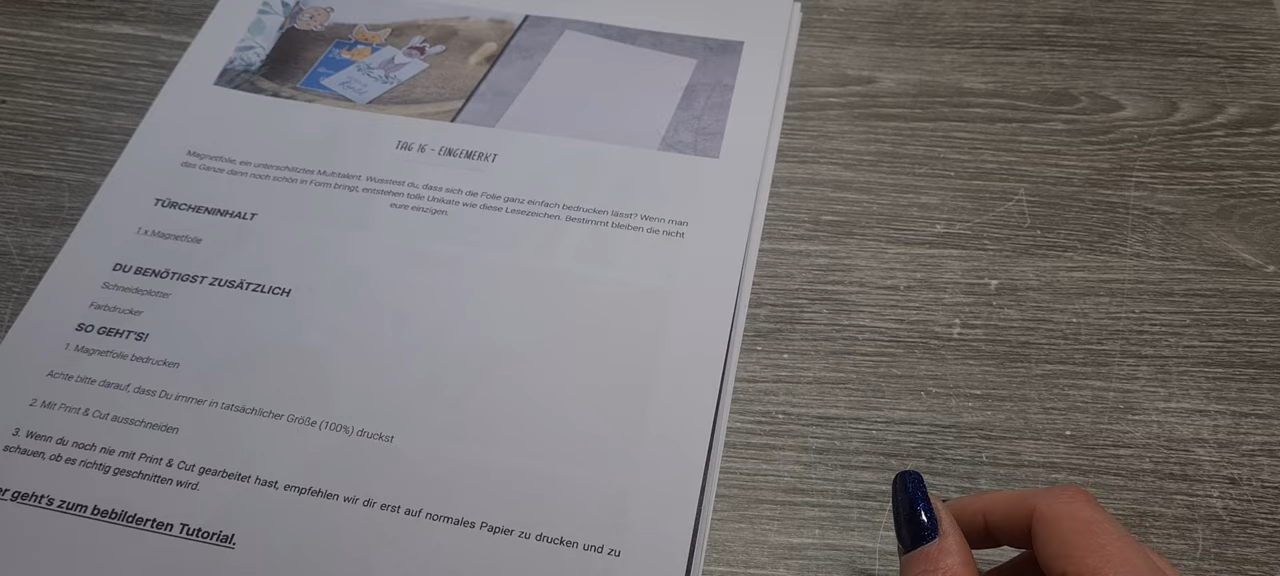 TAG 16 - EINGEMERKT
Magnetfolie, ein unterschätztes Multitalent. Wusstest du, dass sich die Folie ganz einfach bedrucken lässt? Wenn man
das Ganze dann noch schön in Form bringt, entstehen tolle Unikate wie diese Lesezeichen. Bestimmt bleiben die nicht
eure einzigen.
TÜRCHENINHALT
1 x Magnetfolie
DU BENÖTIGST ZUSÄTZLICH
Schneideplotter
Farbdrucker
SO GEHT'S!
1. Magnetfolie bedrucken
Achte bitte darauf, dass Du immer in tatsächlicher Größe (100%) druckst
2. Mit Print & Cut ausschneiden
3. Wenn du noch nie mit Print & Cut gearbeitet hast, empfehlen wir dir erst auf normales Papier zu drucken und zu
schauen, ob es richtig geschnitten wird.
er geht's zum bebilderten Tutorial.